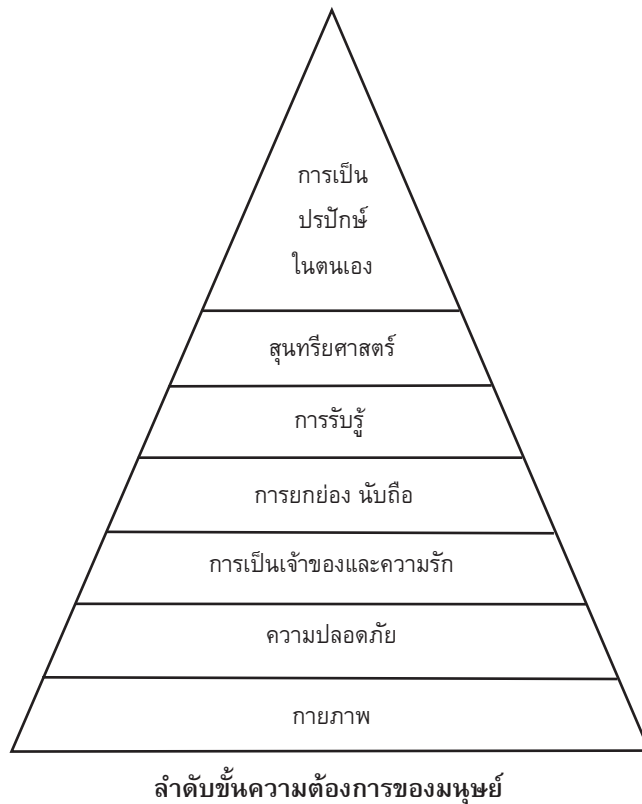 การเป็น
ปรปักษ์
ในตนเอง
สุนทรียศาสตร์
การรับรู้
การยกย่อง นับถือ
การเป็นเจ้าของและความรัก
ความปลอดภัย
กายภาพ
ลำดับขั้นความต้องการของมนุษย์